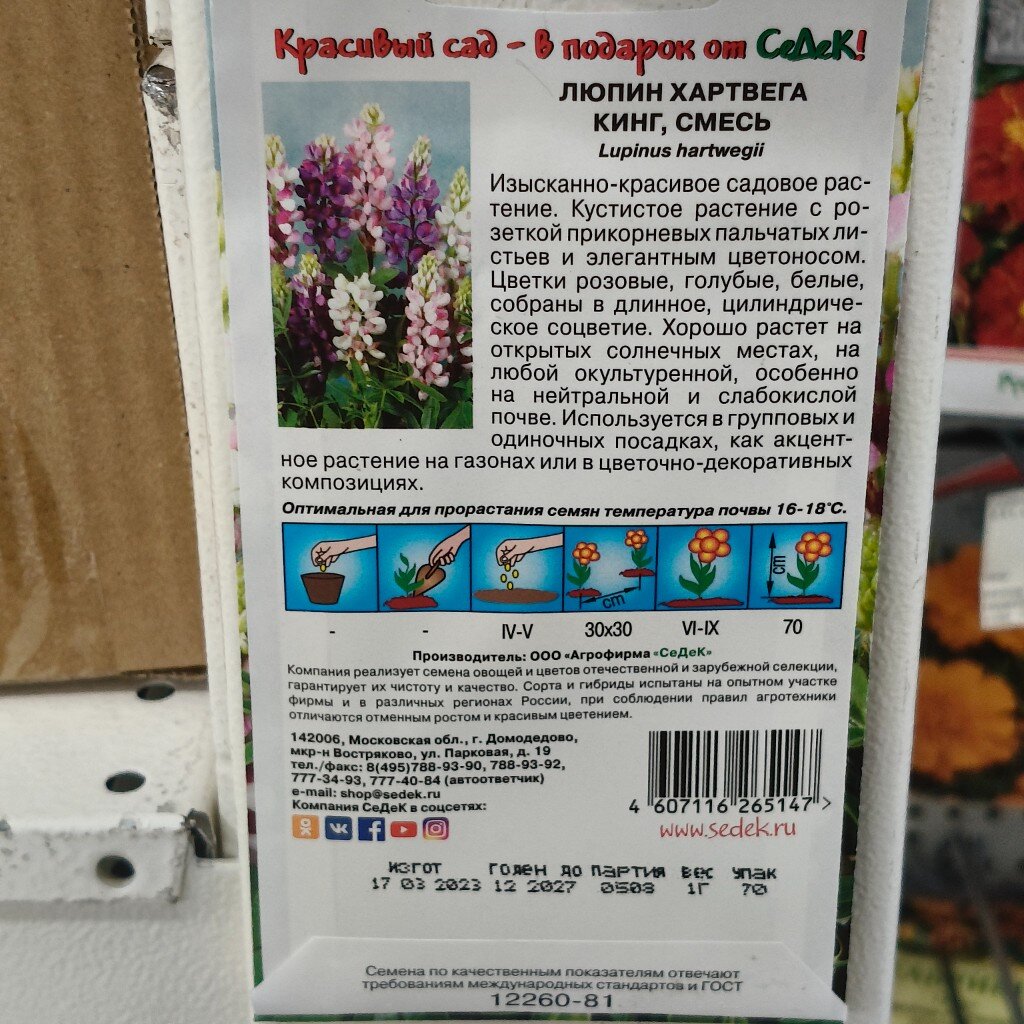 Красивый сад - в подарок от СеДеК!
ЛЮПИН ХАРТВЕГА
КИНГ, СМЕСЬ
Lupinus hartwegii
Изысканно-красивое садовое рас-
тение. Кустистое растение с ро-
зеткой прикорневых пальчатых ли-
стьев и элегантным цветоносом.
Цветки розовые, голубые, белые,
собраны в длинное, цилиндриче-
ское соцветие. Хорошо растет на
открытых солнечных местах, на
любой окультуренной, особенно
на нейтральной и слабокислой
почве. Используется в групповых и
одиночных посадках, как акцент-
ное растение на газонах или в цветочно-декоративных
композициях.
Оптимальная для прорастания семян температура почвы 16-18°С.
cm cm
- - IV-V 30x30 VI-IX 70
Производитель: ООО «Агрофирма «СеДеК»
Компания реализует семена овощей и цветов отечественной и зарубежной селекции,
гарантирует их чистоту и качество. Сорта и гибриды испытаны на опытном участке
фирмы и в различных регионах России, при соблюдении правил агротехники
отличаются отменным ростом и красивым цветением.
142006, Московская обл., г. Домодедово,
мкр-н Востряково, ул. Парковая, д. 19
тел./факс: 8(495)788-93-90, 788-93-92,
777-34-93, 777-40-84 (автоответчик)
e-mail: shop@sedek.ru
Компания СеДеК в соцсетях:
4 607116 265147 >
www.sedek.ru
ИЗГОТ ГОДЕН ДО ПАРТИЯ ВЕС УПАК
17 03 2023 12 2027 0508 1Г 70
Семена по качественным показателям отвечают
требованиям международных стандартов и ГОСТ
12260-81